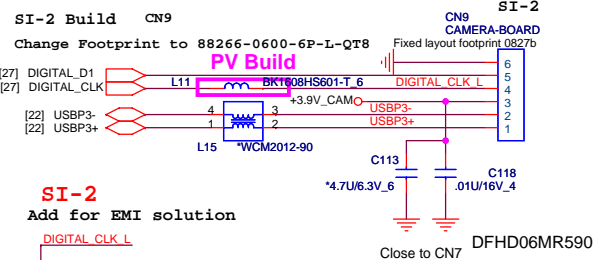 SI-2
SI-2 Build CN9
CN9
CAMERA-BOARD
Change Footprint to 88266-0600-6P-L-QT8
Fixed layout footprint 0827b
PV Build
[27] DIGITAL_D1
[27] DIGITAL_CLK
L11
BK1608HS601-T_6
DIGITAL_CLK_L
+3.9V_CAM
6
5
4
3
2
1
[22] USBP3-
[22] USBP3+
4
3
1
2
USBP3-
USBP3+
L15
*WCM2012-90
C113
*4.7U/6.3V_6
C118
.01U/16V_4
SI-2
Add for EMI solution
DIGITAL_CLK_L
Close to CN7
DFHD06MR590